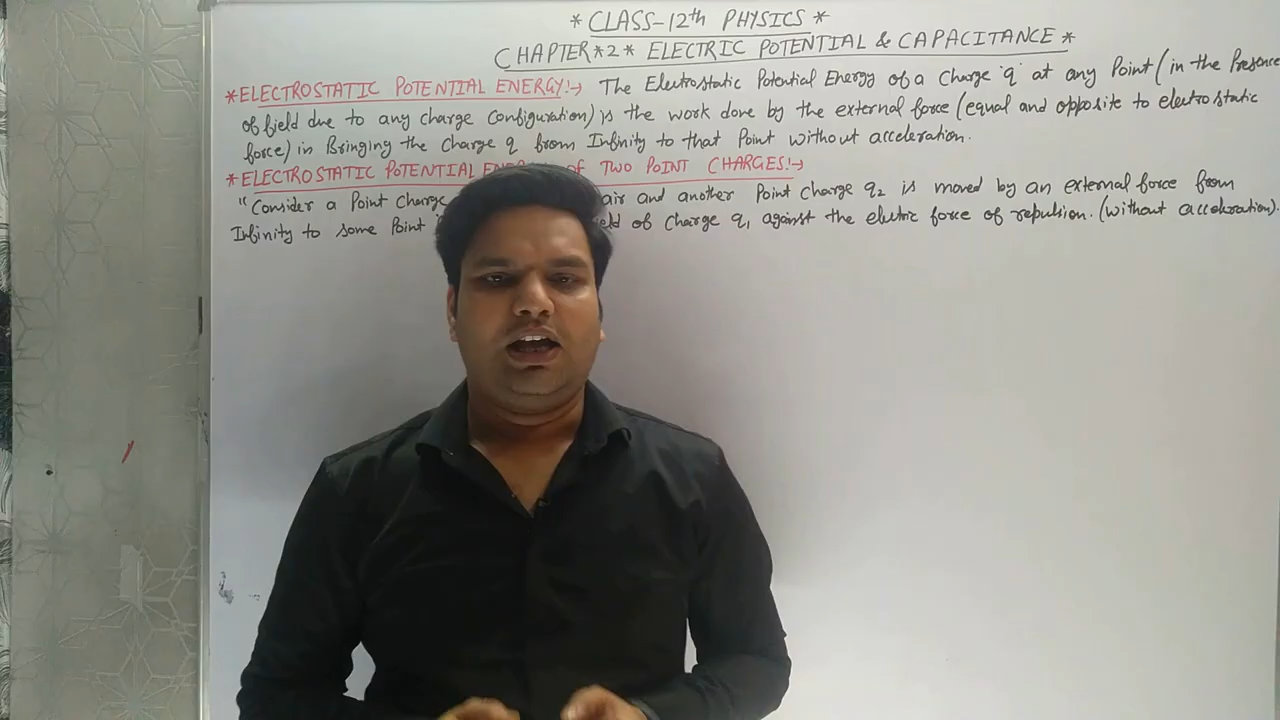 * CLASS-12th PHYSICS *
CHAPTER*2* ELECTRIC POTENTIAL & CAPACITANCE *
*ELECTROSTATIC POTENTIAL ENERGY:→ The Electrostatic Potential Energy of a Charge 'q' at any Point (in the Presence
of field due to any charge Configuration) is the work done by the external force (equal and opposite to electrostatic
force) in Bringing the Charge q from Infinity to that Point without acceleration.
*ELECTROSTATIC POTENTIAL of TWO POINT CHARGES:→
"Consider a Point Charge air and another Point Charge q2 is moved by an external force from
Infinity to some Point of Charge q1 against the electric force of repulsion. (without acceleration).